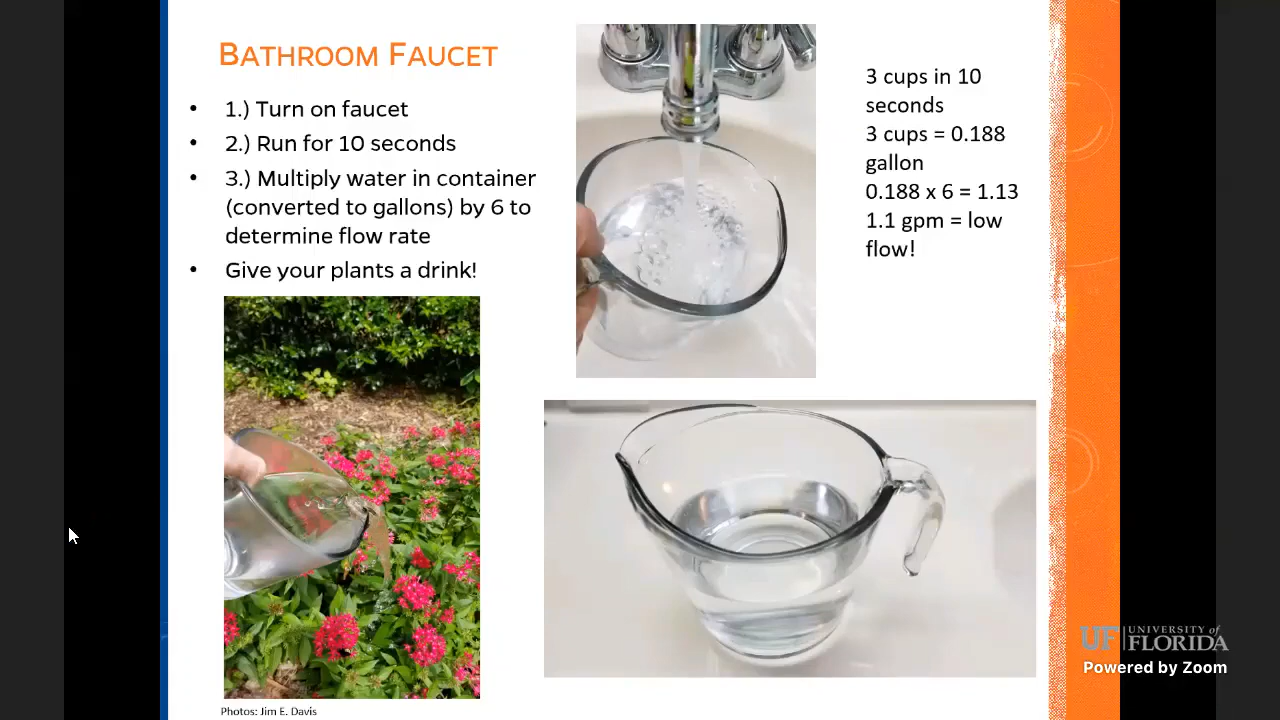 BATHROOM FAUCET
• 1.) Turn on faucet
• 2.) Run for 10 seconds
• 3.) Multiply water in container
(converted to gallons) by 6 to
determine flow rate
• Give your plants a drink!
3 cups in 10
seconds
3 cups = 0.188
gallon
0.188 x 6 = 1.13
1.1 gpm = low
flow!
Photos: Jim E. Davis
UF UNIVERSITY of
FLORIDA
Powered by Zoom